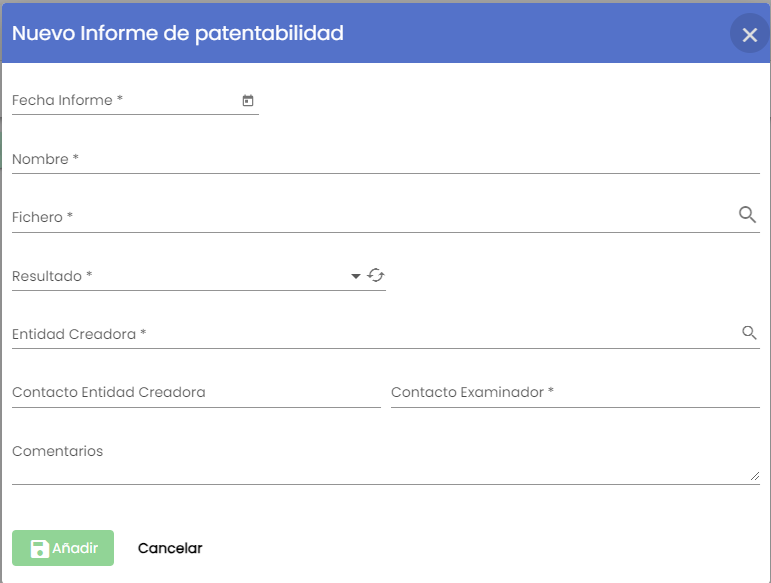 Nuevo Informe de patentabilidad
Fecha Informe *
Nombre *
Fichero *
Resultado *
Entidad Creadora *
Contacto Entidad Creadora Contacto Examinador *
Comentarios
Añadir Cancelar